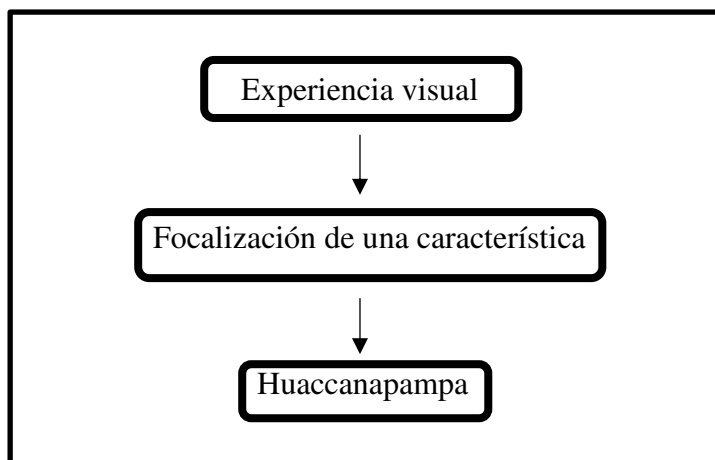 Experiencia visual
Focalización de una característica
Huaccanapampa